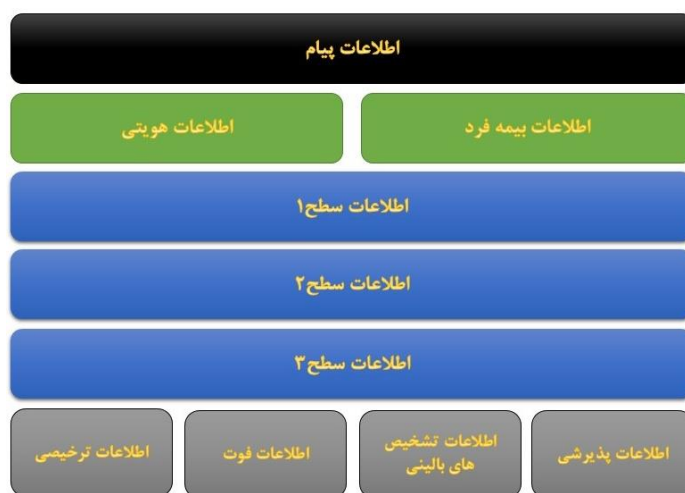 اطلاعات پیام
اطلاعات بیمه فرد
اطلاعات هویتی
اطلاعات سطح۱
اطلاعات سطح۲
اطلاعات سطح۳
اطلاعات پذیرشی
اطلاعات تشخیص
های بالینی
اطلاعات فوت
اطلاعات ترخیصی